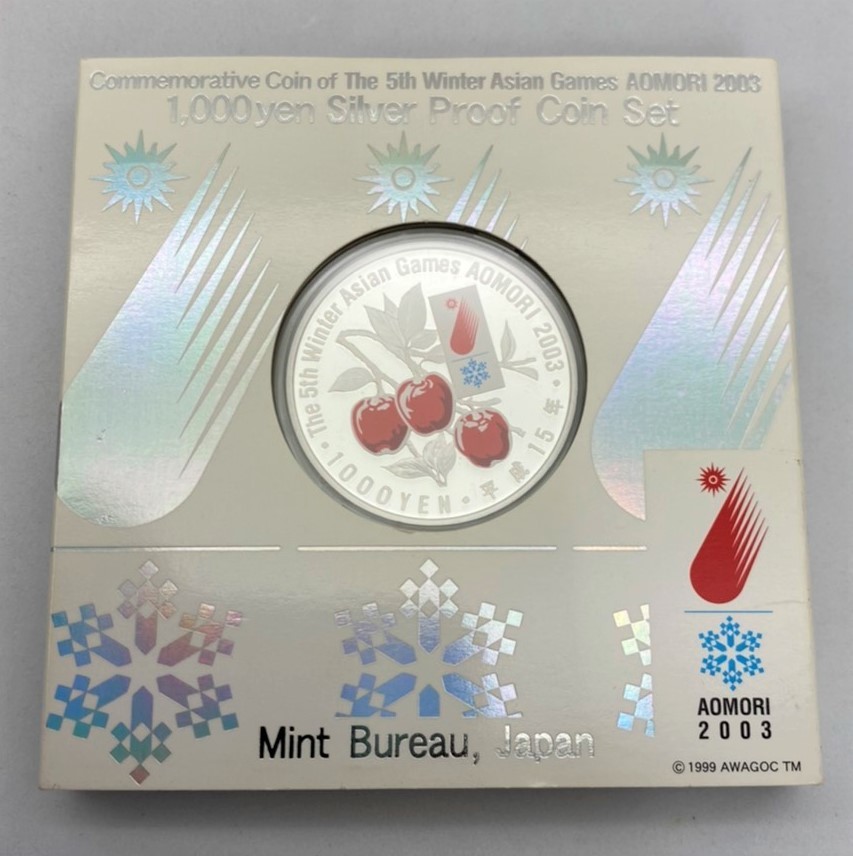 Commemorative Coin of The 5th Winter Asian Games AOMORI 2003
1,000yen Silver Proof Coin Set
・The 5th Winter Asian Games AOMORI 2003・
1000YEN・平成15年
Mint Bureau, Japan
AOMORI
2003
© 1999 AWAGOC TM